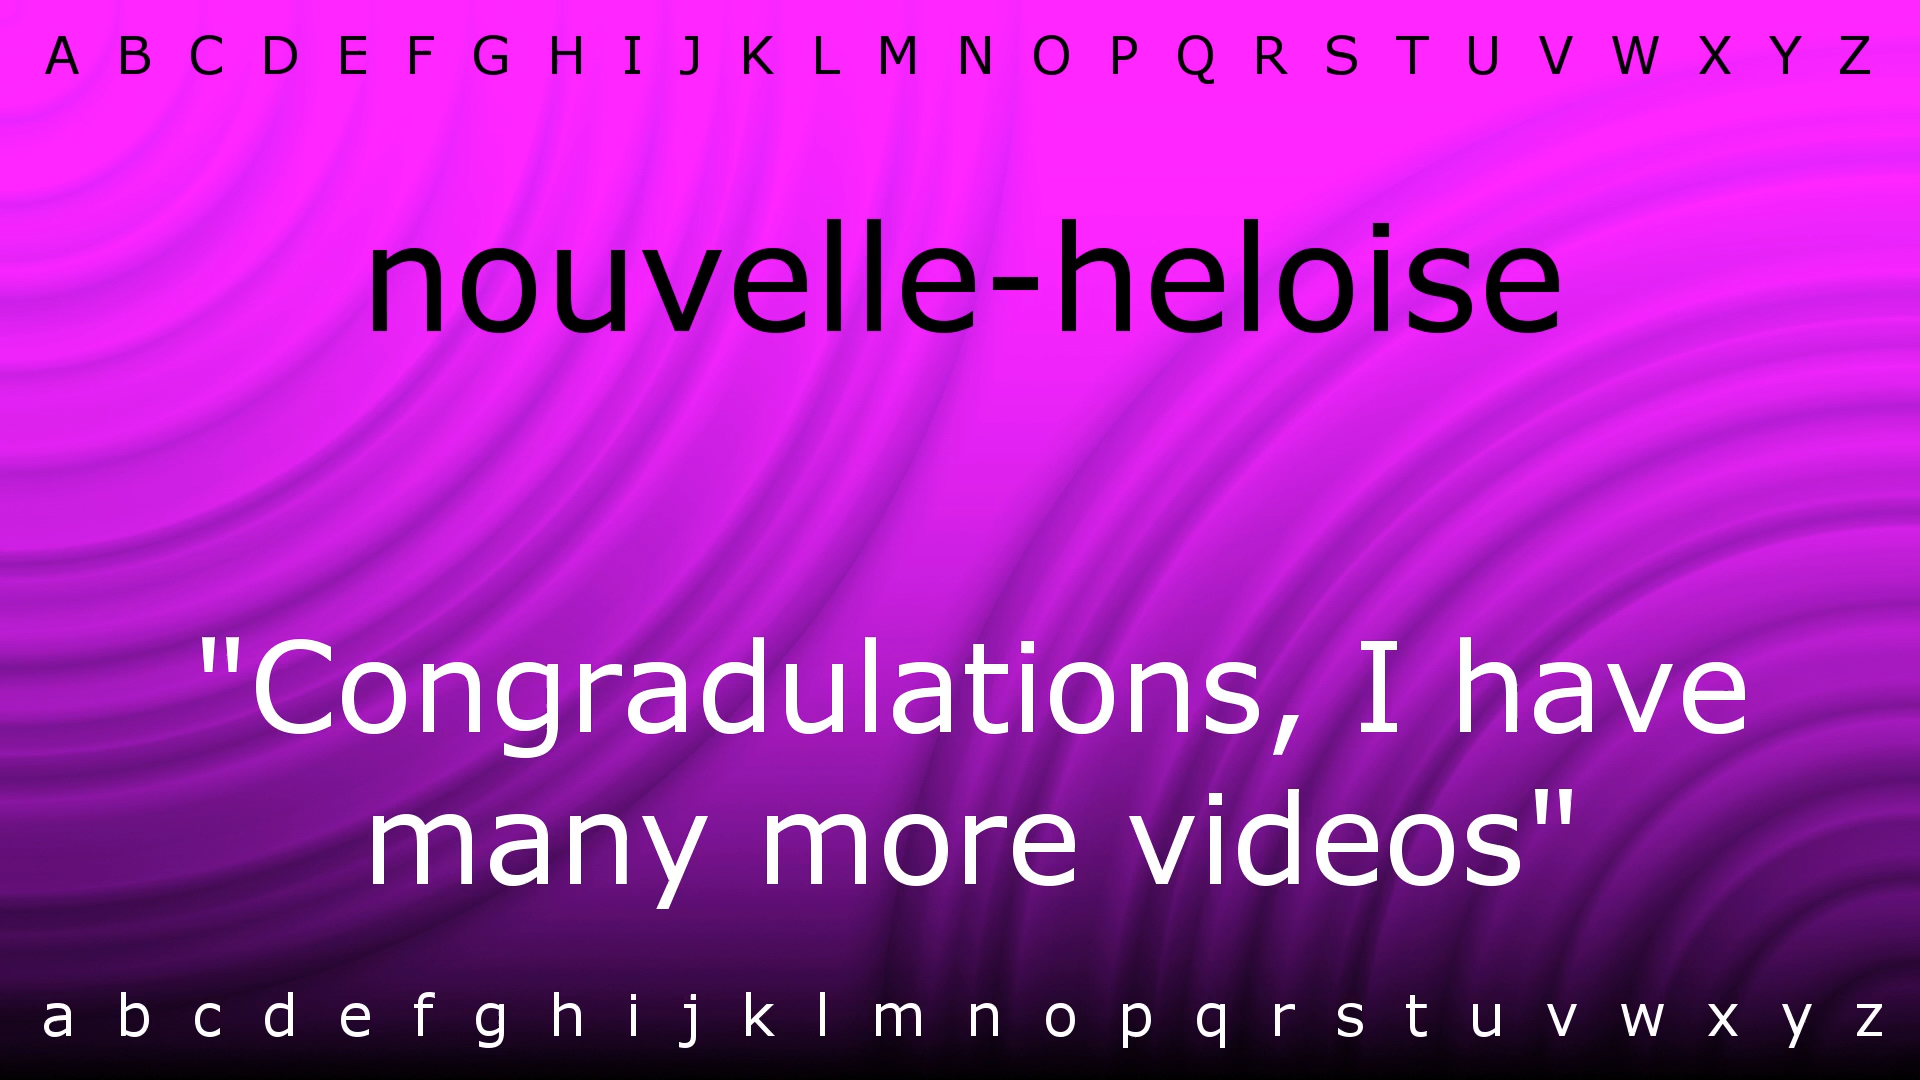 A B C D E F G H I J K L M N O P Q R S T U V W X Y Z
nouvelle-heloise
"Congradulations, I have
many more videos"
a b c d e f g h i j k l m n o p q r s t u v w x y z